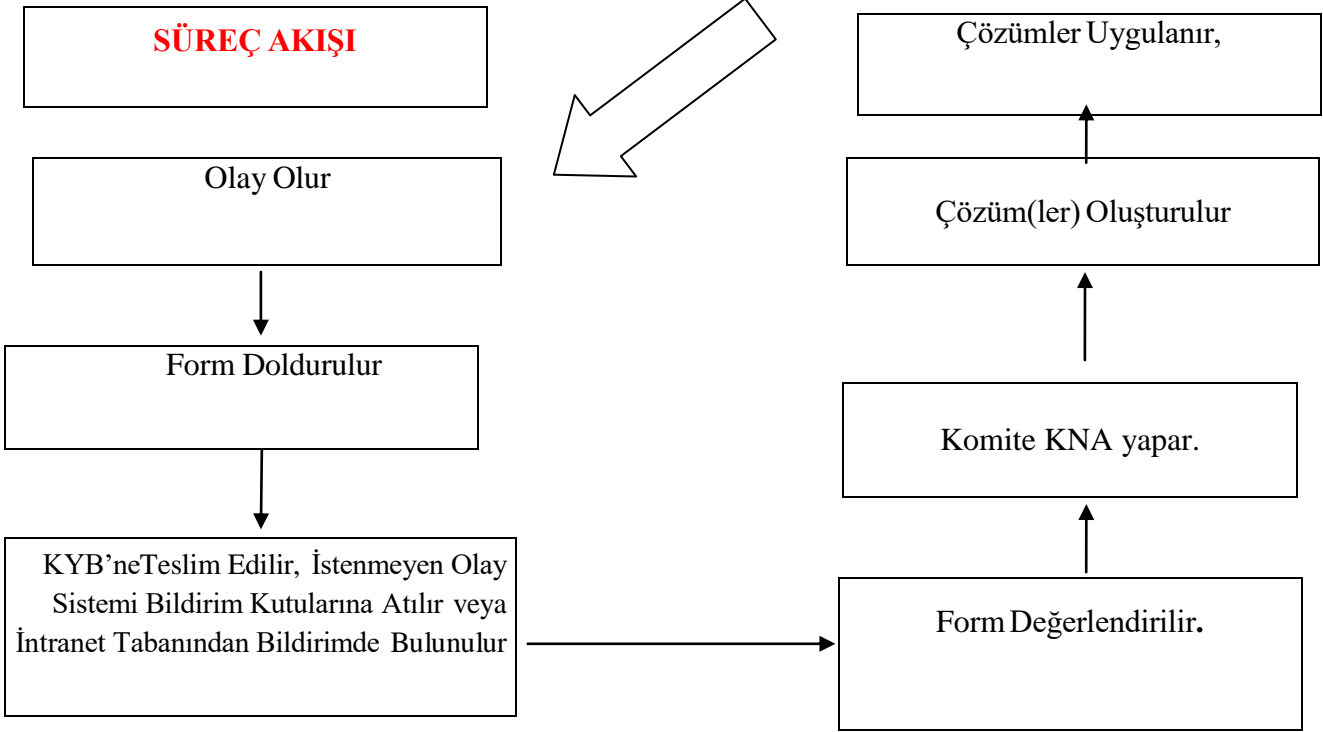 SÜREÇ AKIŞI
Olay Olur
Form Doldurulur
KYB’neTeslim Edilir, İstenmeyen Olay
Sistemi Bildirim Kutularına Atılır veya
İntranet Tabanından Bildirimde Bulunulur
Form Değerlendirilir.
Komite KNA yapar.
Çözüm(ler) Oluşturulur
Çözümler Uygulanır,